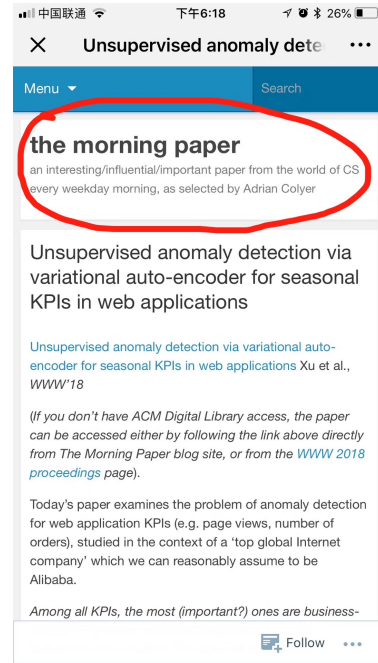 中国联通 下午6:18 26%
Unsupervised anomaly dete
Menu Search
the morning paper
an interesting/influential/important paper from the world of CS
every weekday morning, as selected by Adrian Colyer
Unsupervised anomaly detection via
variational auto-encoder for seasonal
KPIs in web applications
Unsupervised anomaly detection via variational auto-
encoder for seasonal KPIs in web applications Xu et al.,
WWW’18
(If you don’t have ACM Digital Library access, the paper
can be accessed either by following the link above directly
from The Morning Paper blog site, or from the WWW 2018
proceedings page).
Today’s paper examines the problem of anomaly detection
for web application KPIs (e.g. page views, number of
orders), studied in the context of a ‘top global Internet
company’ which we can reasonably assume to be
Alibaba.
Among all KPIs, the most (important?) ones are business-
Follow